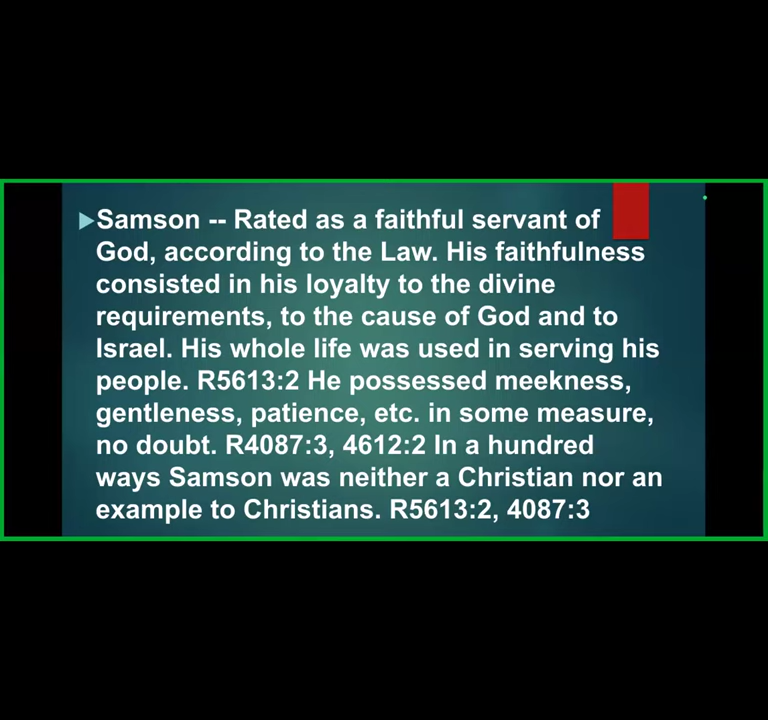 Samson -- Rated as a faithful servant of
God, according to the Law. His faithfulness
consisted in his loyalty to the divine
requirements, to the cause of God and to
Israel. His whole life was used in serving his
people. R5613:2 He possessed meekness,
gentleness, patience, etc. in some measure,
no doubt. R4087:3, 4612:2 In a hundred
ways Samson was neither a Christian nor an
example to Christians. R5613:2, 4087:3